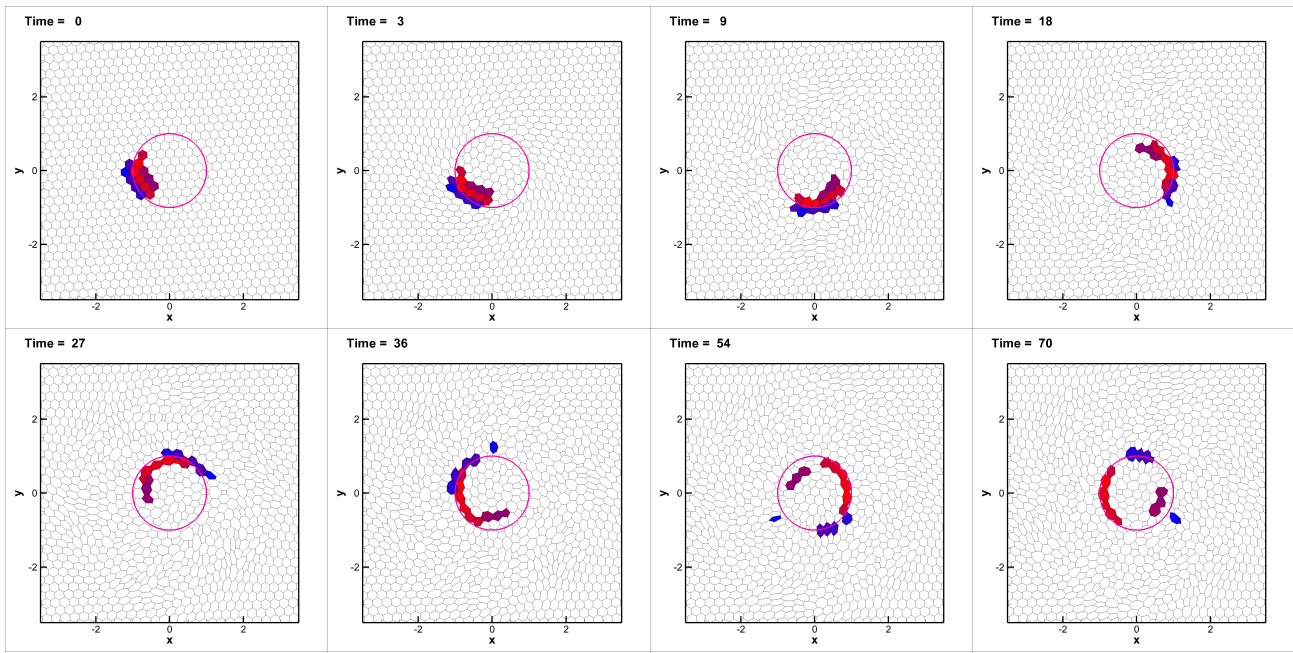 Time = 0
2
0
-2
y
-2 0 2
x
Time = 3
2
0
-2
y
-2 0 2
x
Time = 9
2
0
-2
y
-2 0 2
x
Time = 18
2
0
-2
y
-2 0 2
x
Time = 27
2
0
-2
y
-2 0 2
x
Time = 36
2
0
-2
y
-2 0 2
x
Time = 54
2
0
-2
y
-2 0 2
x
Time = 70
2
0
-2
y
-2 0 2
x